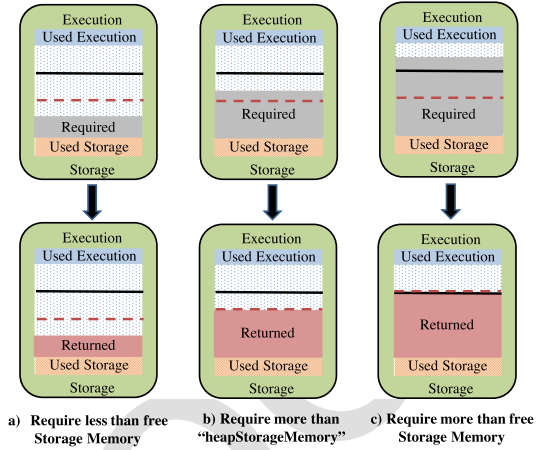 Execution Execution Execution
Used Execution Used Execution Used Execution
Required Required Required
Used Storage Used Storage Used Storage
Storage Storage Storage
Execution Execution Execution
Used Execution Used Execution Used Execution
Returned Returned Returned
Used Storage Used Storage Used Storage
Storage Storage Storage
a) Require less than free b) Require more than c) Require more than free
Storage Memory “heapStorageMemory” Storage Memory